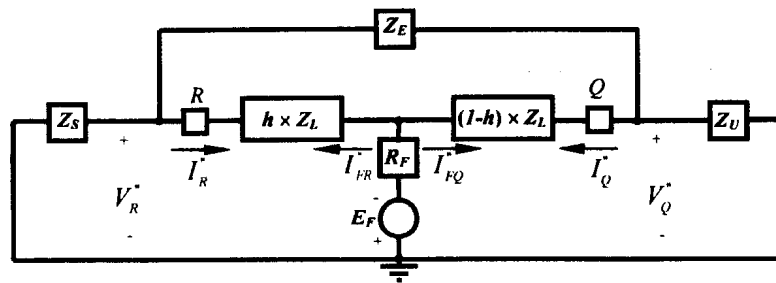 Z_E
R
Q
Z_S
h × Z_L
(1-h) × Z_L
Z_U
+
+
I_R^"
I_FR^"
R_F
I_FQ^"
I_Q^"
V_R^"
-
V_Q^"
E_F
-
+
-